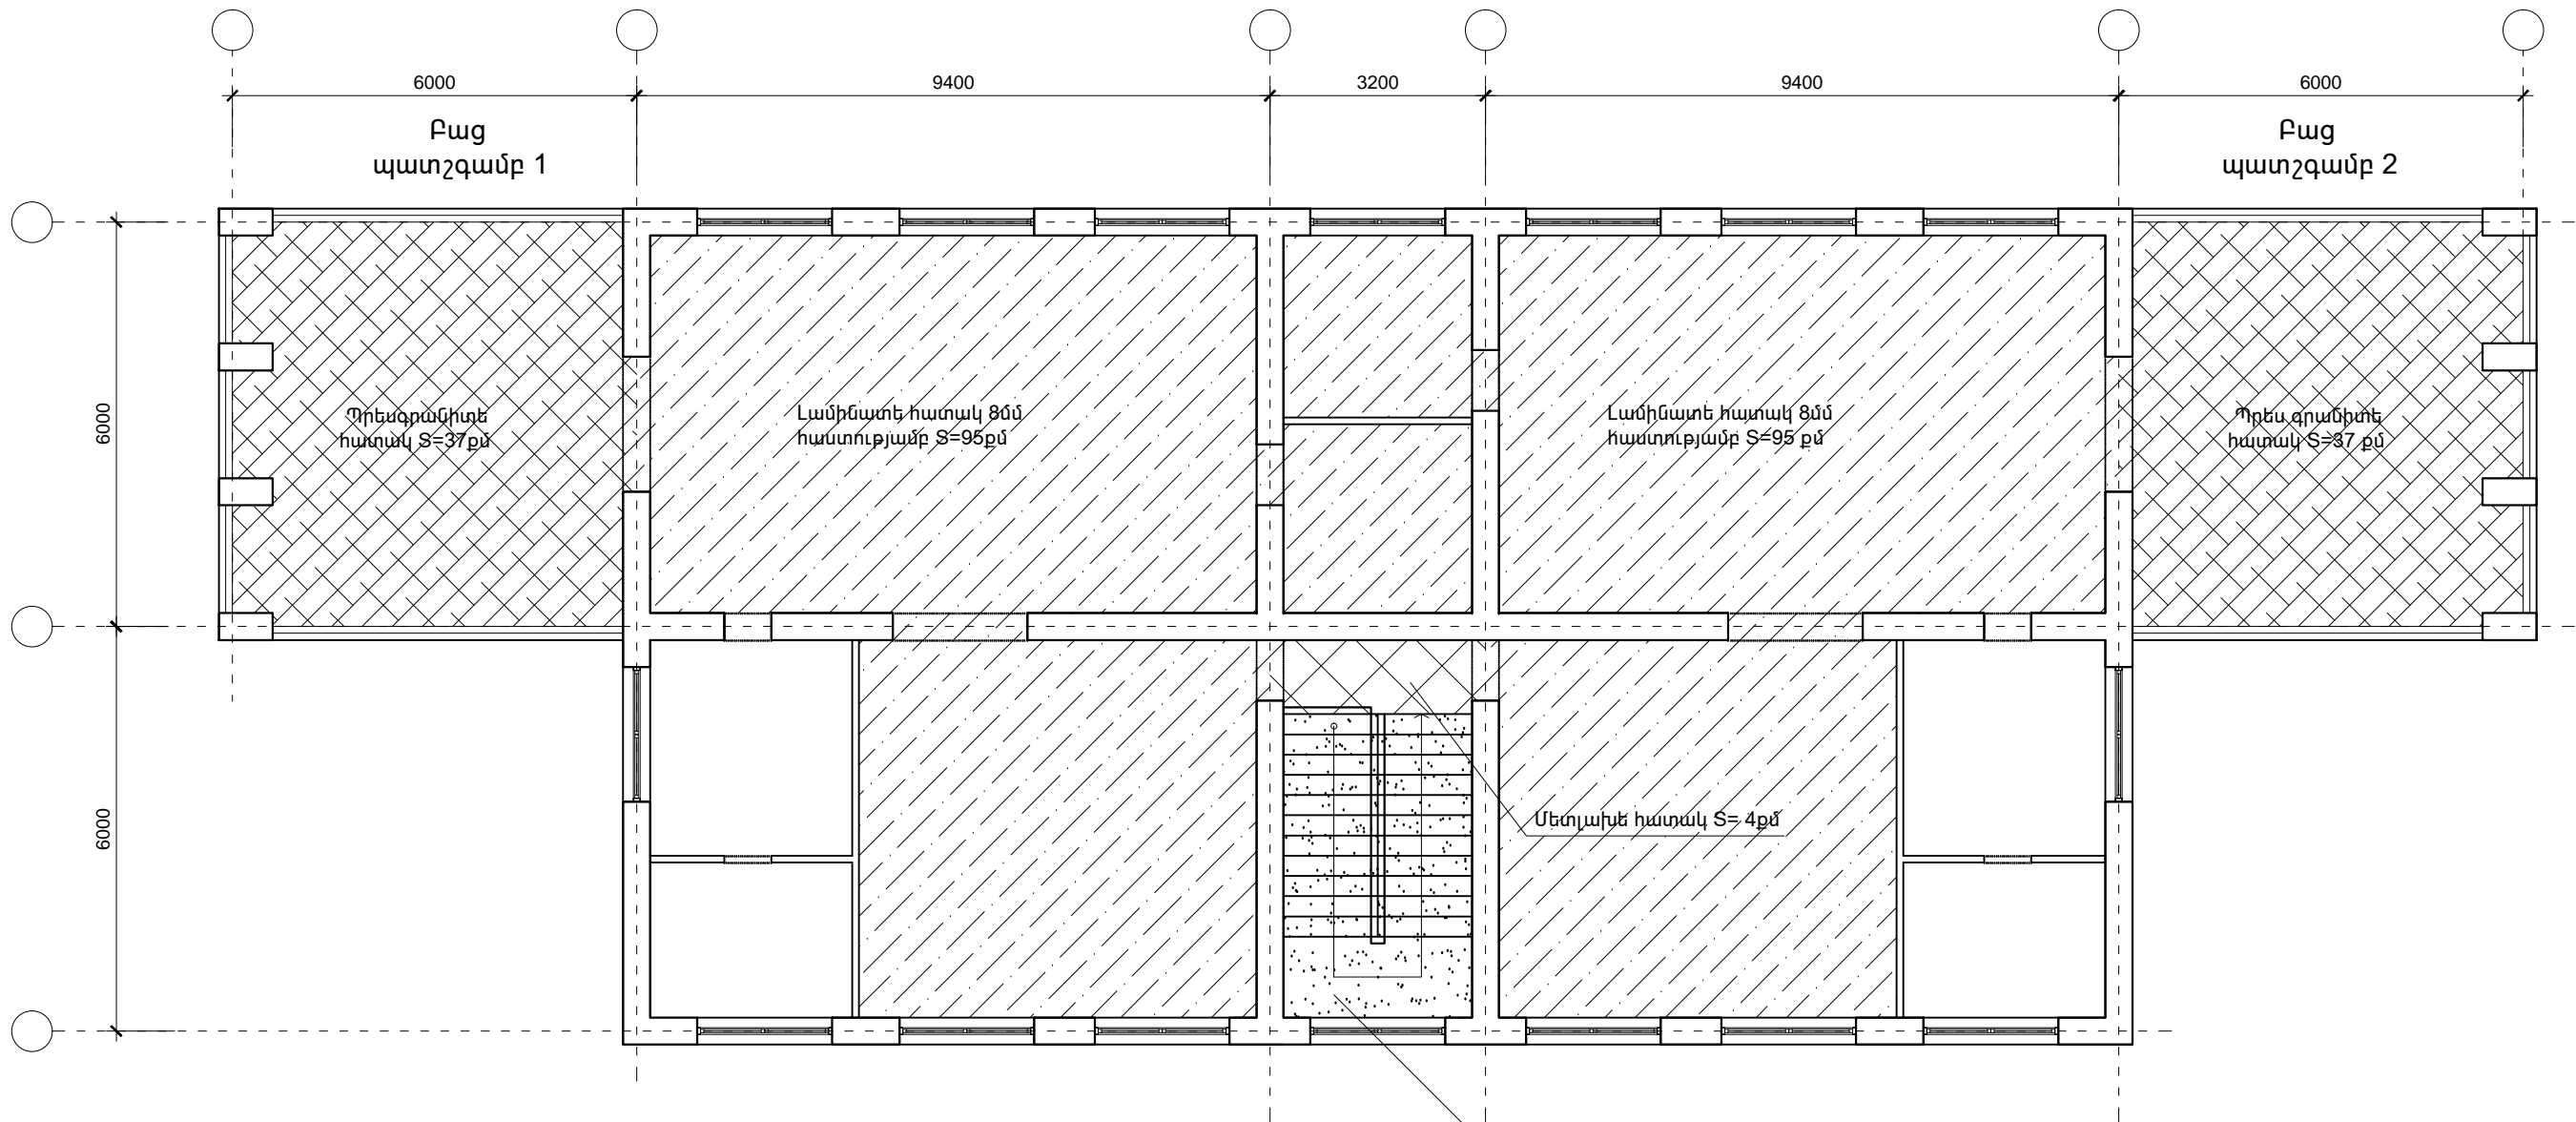 6000
9400
3200
9400
6000
Բաց
պատշգամբ 1
Բաց
պատշգամբ 2
6000
Պրեսգրանիտե
հատակ S=37քմ
Լամինատե հատակ 8մմ
հաստությամբ S=95քմ
Լամինատե հատակ 8մմ
հաստությամբ S=95 քմ
Պրես գրանիտե
հատակ S=37 քմ
6000
Մետլախե հատակ S= 4քմ